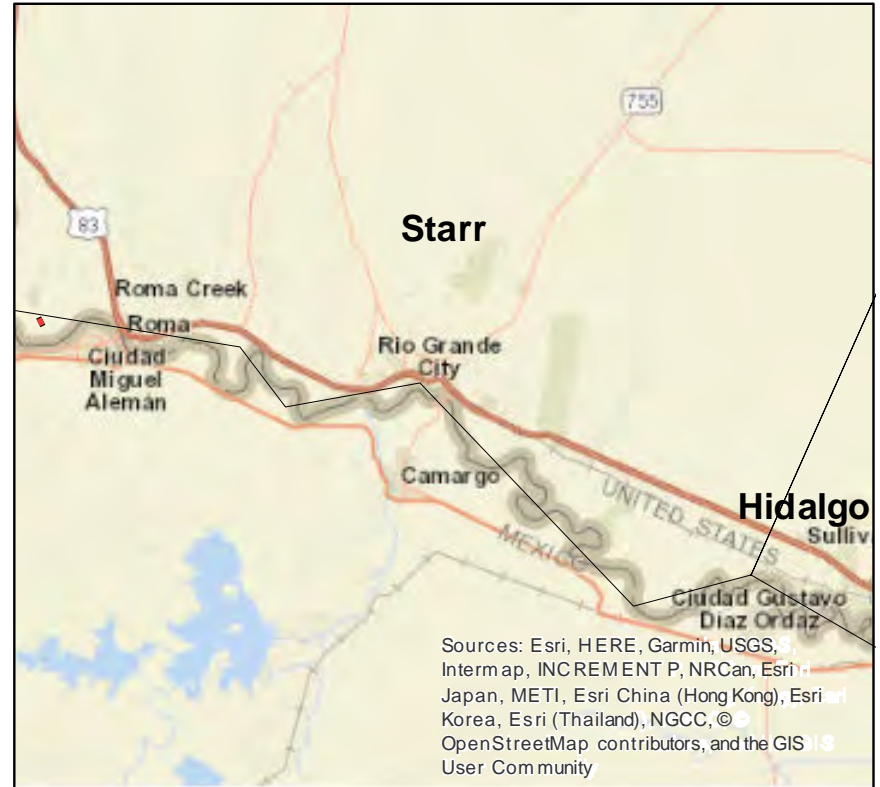 755
Starr
83
Roma Creek
Roma
Ciudad
Miguel
Alemán
Rio Grande
City
Camargo
UNITED STATES
MEXICO
Hidalgo
Ciudad Gustavo
Diaz Ordaz
Sources: Esri, HERE, Garmin, USGS,
Intermap, INCREMENT P, NRCan, Esri
Japan, METI, Esri China (Hong Kong), Esri
Korea, Esri (Thailand), NGCC, ©
OpenStreetMap contributors, and the GIS
User Community